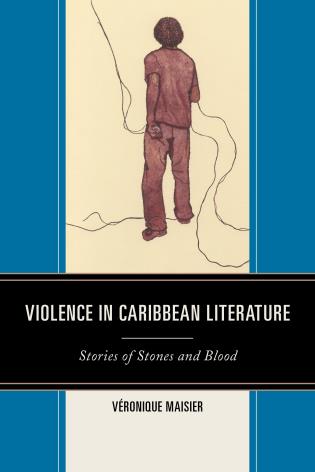 VIOLENCE IN CARIBBEAN LITERATURE
Stories of Stones and Blood
VÉRONIQUE MAISIER